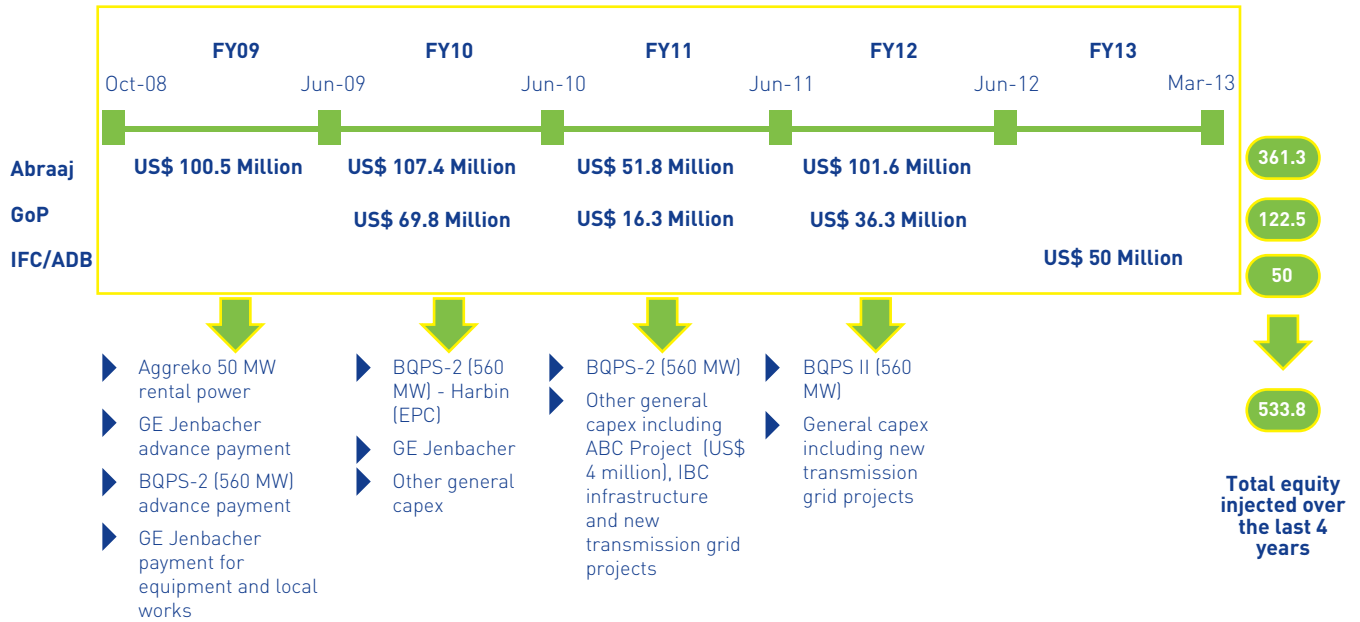 FY09 FY10 FY11 FY12 FY13
Oct-08 Jun-09 Jun-10 Jun-11 Jun-12 Mar-13
Abraaj US$ 100.5 Million US$ 107.4 Million US$ 51.8 Million US$ 101.6 Million 361.3
GoP US$ 69.8 Million US$ 16.3 Million US$ 36.3 Million 122.5
IFC/ADB US$ 50 Million 50
Aggreko 50 MW
rental power
GE Jenbacher
advance payment
BQPS-2 (560 MW)
advance payment
GE Jenbacher
payment for
equipment and local
works
BQPS-2 (560
MW) - Harbin
(EPC)
GE Jenbacher
Other general
capex
BQPS-2 (560 MW)
Other general
capex including
ABC Project (US$
4 million), IBC
infrastructure
and new
transmission grid
projects
BQPS II (560
MW)
General capex
including new
transmission
grid projects
533.8
Total equity
injected over
the last 4
years